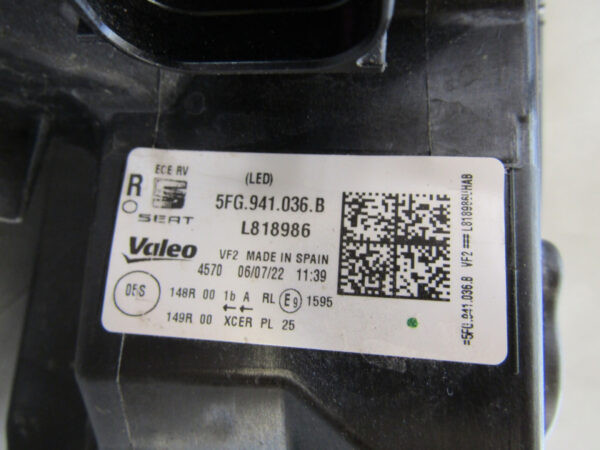 ECE RV
R
SEAT
(LED)
5FG.941.036.B
L818986
Valeo
VF2 MADE IN SPAIN
4570 06/07/22 11:39
05S
148R 00 1b A RL E9 1595
←←
149R 00 XCER PL 25
=5FG.941.036.B VF2 === L818986